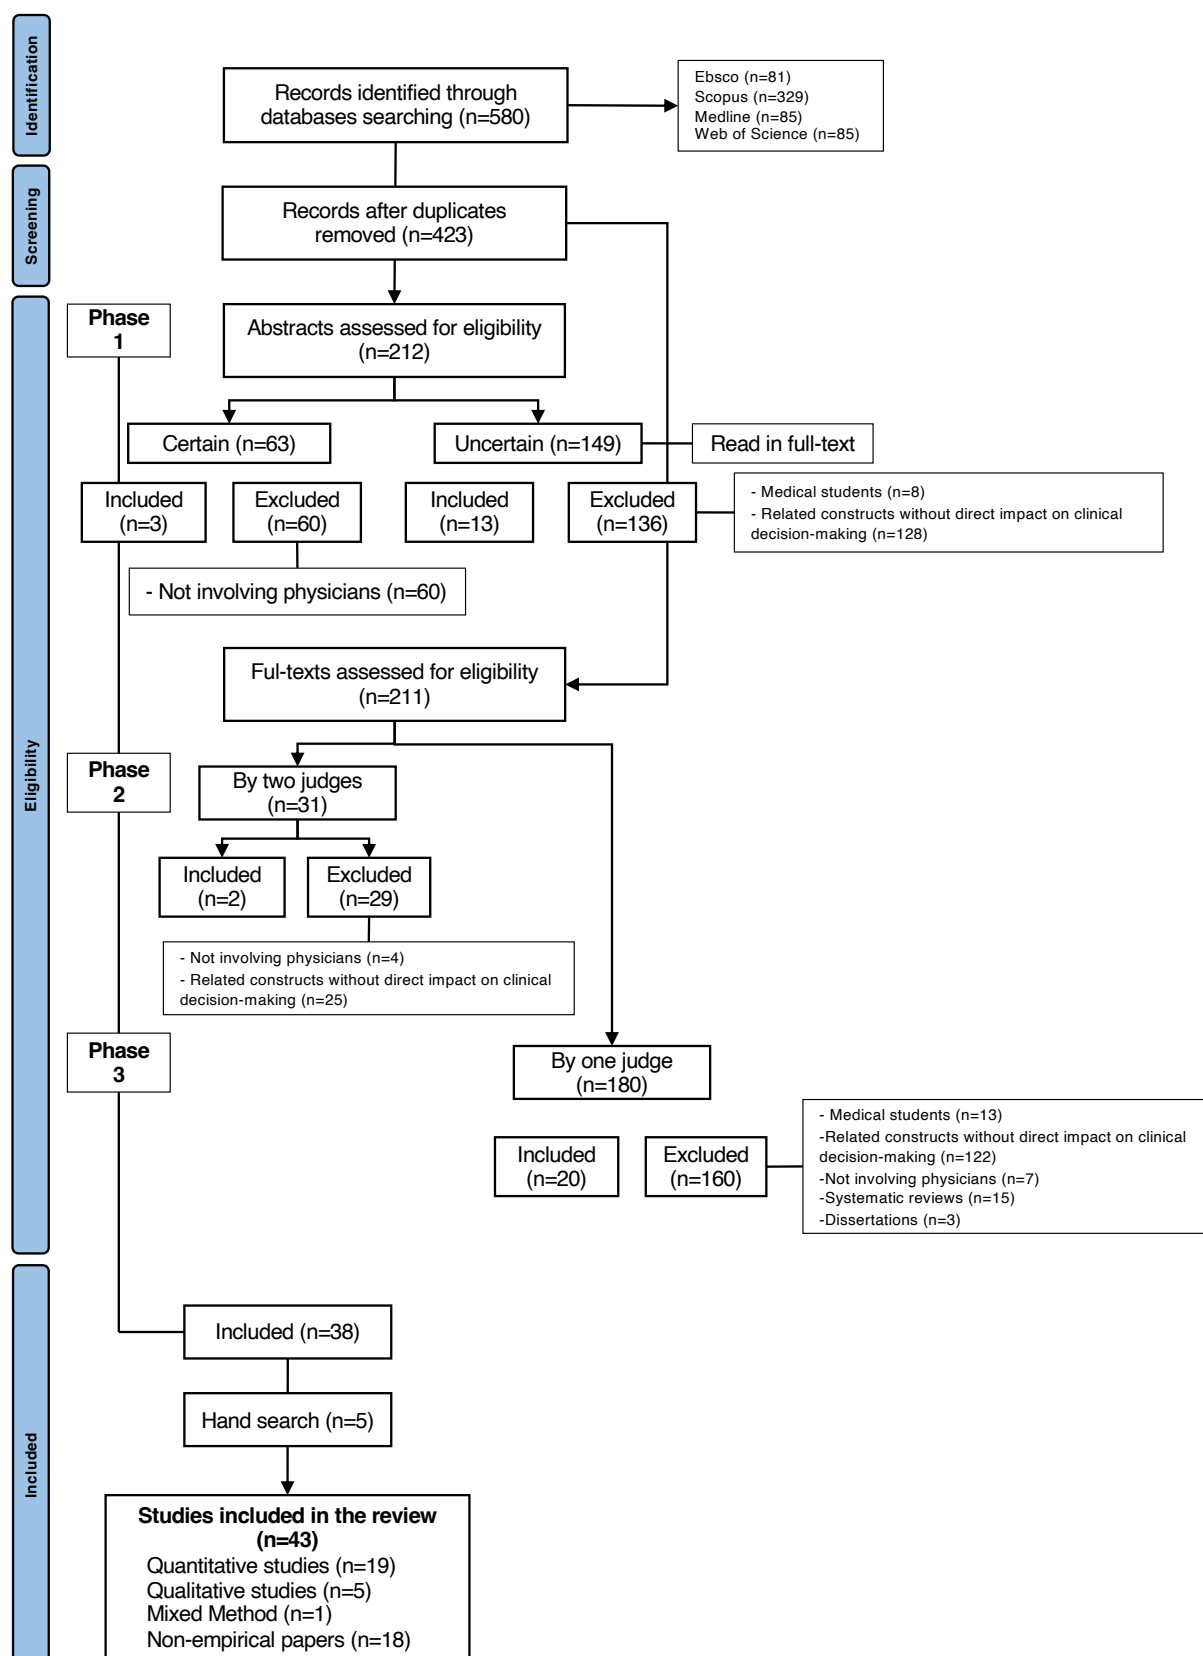 Identification
Records identified through
databases searching (n=580)
Ebsco (n=81)
Scopus (n=329)
Medline (n=85)
Web of Science (n=85)
Screening
Records after duplicates
removed (n=423)
Eligibility
Phase
1
Abstracts assessed for eligibility
(n=212)
Certain (n=63)
Uncertain (n=149)
Read in full-text
Included
(n=3)
Excluded
(n=60)
Included
(n=13)
Excluded
(n=136)
- Medical students (n=8)
- Related constructs without direct impact on clinical
decision-making (n=128)
- Not involving physicians (n=60)
Ful-texts assessed for eligibility
(n=211)
Phase
2
By two judges
(n=31)
Included
(n=2)
Excluded
(n=29)
- Not involving physicians (n=4)
- Related constructs without direct impact on clinical
decision-making (n=25)
Phase
3
By one judge
(n=180)
Included
(n=20)
Excluded
(n=160)
- Medical students (n=13)
-Related constructs without direct impact on clinical
decision-making (n=122)
-Not involving physicians (n=7)
-Systematic reviews (n=15)
-Dissertations (n=3)
Included
Included (n=38)
Hand search (n=5)
Studies included in the review
(n=43)
Quantitative studies (n=19)
Qualitative studies (n=5)
Mixed Method (n=1)
Non-empirical papers (n=18)